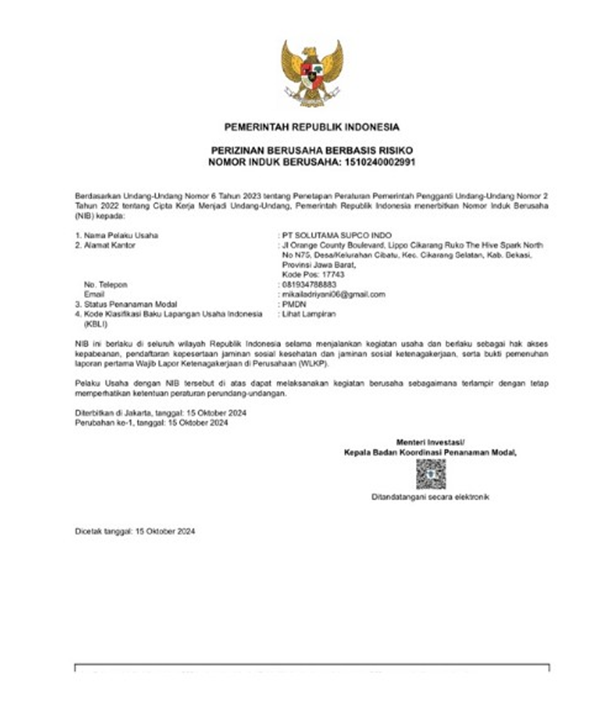 PEMERINTAH REPUBLIK INDONESIA
PERIZINAN BERUSAHA BERBASIS RISIKO
NOMOR INDUK BERUSAHA: 1510240002991
Berdasarkan Undang-Undang Nomor 6 Tahun 2023 tentang Penetapan Peraturan Pemerintah Pengganti Undang-Undang Nomor 2
Tahun 2022 tentang Cipta Kerja Menjadi Undang-Undang, Pemerintah Republik Indonesia menerbitkan Nomor Induk Berusaha
(NIB) kepada:
1. Nama Pelaku Usaha : PT SOLUTAMA SUPCO INDO
2. Alamat Kantor : Jl Orange County Boulevard, Lippo Cikarang Ruko The Hive Spark North
No N75, Desa/Kelurahan Cibatu, Kec. Cikarang Selatan, Kab. Bekasi,
Provinsi Jawa Barat,
Kode Pos: 17743
No. Telepon : 081934788883
Email : mikailadriyani06@gmail.com
3. Status Penanaman Modal : PMDN
4. Kode Klasifikasi Baku Lapangan Usaha Indonesia : Lihat Lampiran
(KBLI)
NIB ini berlaku di seluruh wilayah Republik Indonesia selama menjalankan kegiatan usaha dan berlaku sebagai hak akses
kepabeanan, pendaftaran kepesertaan jaminan sosial kesehatan dan jaminan sosial ketenagakerjaan, serta bukti pemenuhan
laporan pertama Wajib Lapor Ketenagakerjaan di Perusahaan (WLKP).
Pelaku Usaha dengan NIB tersebut di atas dapat melaksanakan kegiatan berusaha sebagaimana terlampir dengan tetap
memperhatikan ketentuan peraturan perundang-undangan.
Diterbitkan di Jakarta, tanggal: 15 Oktober 2024
Perubahan ke-1, tanggal: 15 Oktober 2024
Menteri Investasi/
Kepala Badan Koordinasi Penanaman Modal,
Ditandatangani secara elektronik
Dicetak tanggal: 15 Oktober 2024